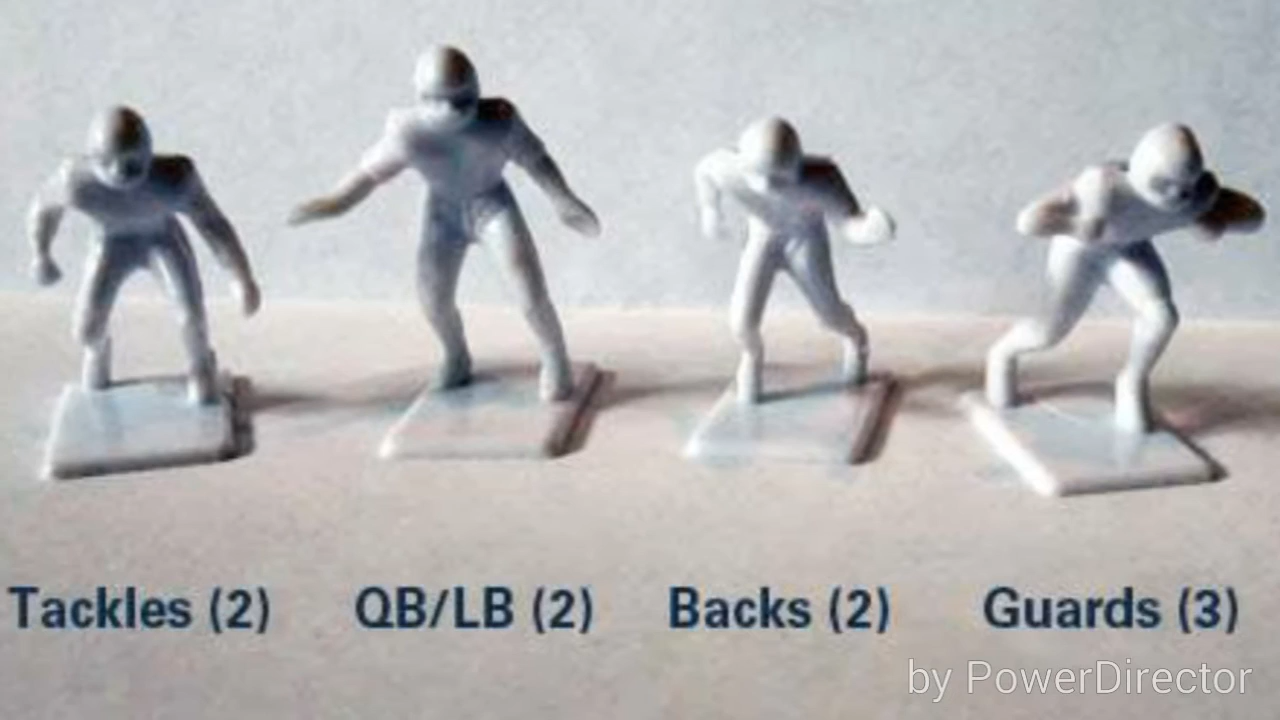 Tackles (2) QB/LB (2) Backs (2) Guards (3)
by PowerDirector